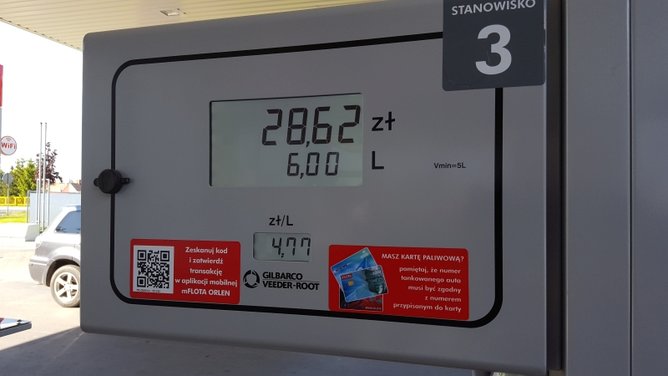 STANOWISKO
3
28,62 zł
6,00 L
Vmin=5L
zł/L
4,77
WiFi
Zeskanuj kod
i zatwierdź
transakcję
w aplikacji mobilnej
mFLOTA ORLEN
GILBARCO
VEEDER-ROOT
MASZ KARTĘ PALIWOWĄ?
pamiętaj, że numer
tankowanego auta
musi być zgodny
z numerem
przypisanym do karty